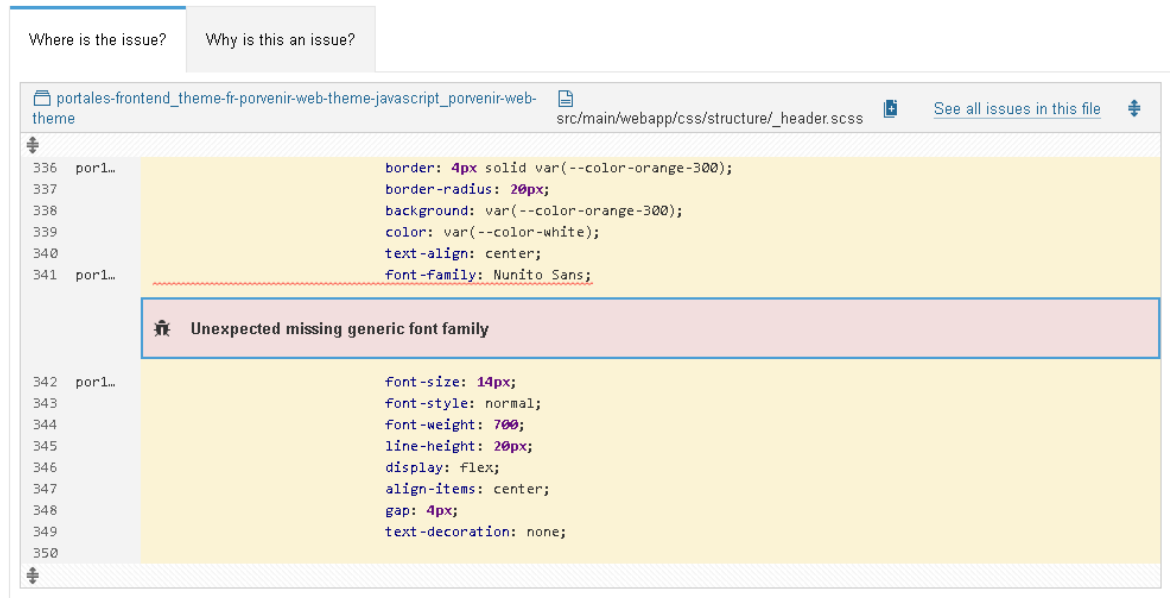 Where is the issue? Why is this an issue?
portales-frontend_theme-fr-porvenir-web-theme-javascript_porvenir-web-
theme
src/main/webapp/css/structure/_header.scss
See all issues in this file
336 por1… border: 4px solid var(--color-orange-300);
337 border-radius: 20px;
338 background: var(--color-orange-300);
339 color: var(--color-white);
340 text-align: center;
341 por1… font-family: Nunito Sans;
Unexpected missing generic font family
342 por1… font-size: 14px;
343 font-style: normal;
344 font-weight: 700;
345 line-height: 20px;
346 display: flex;
347 align-items: center;
348 gap: 4px;
349 text-decoration: none;
350